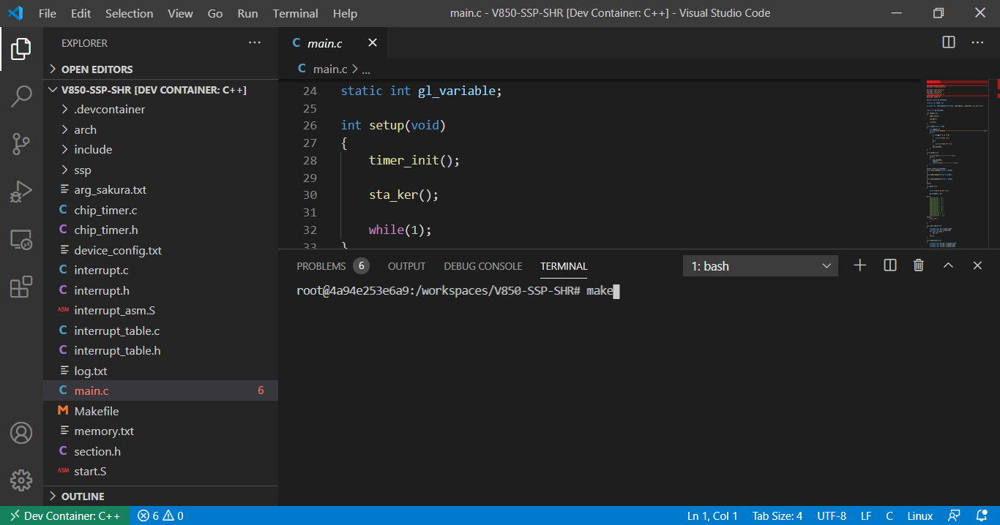 File Edit Selection View Go Run Terminal Help main.c - V850-SSP-SHR [Dev Container: C++] - Visual Studio Code
EXPLORER ...
OPEN EDITORS
V850-SSP-SHR [DEV CONTAINER: C++]
.devcontainer
arch
include
ssp
arg_sakura.txt
C chip_timer.c
C chip_timer.h
device_config.txt
C interrupt.c
C interrupt.h
ASM interrupt_asm.S
C interrupt_table.c
C interrupt_table.h
log.txt
C main.c 6
M Makefile
memory.txt
C section.h
ASM start.S
OUTLINE
C main.c
C main.c > ...
24 static int gl_variable;
25
26 int setup(void)
27 {
28 timer_init();
29
30 sta_ker();
31
32 while(1);
33 }
PROBLEMS 6 OUTPUT DEBUG CONSOLE TERMINAL 1: bash
root@4a94e253e6a9:/workspaces/V850-SSP-SHR# make
Dev Container: C++ 6 0 Ln 1, Col 1 Tab Size: 4 UTF-8 LF C Linux